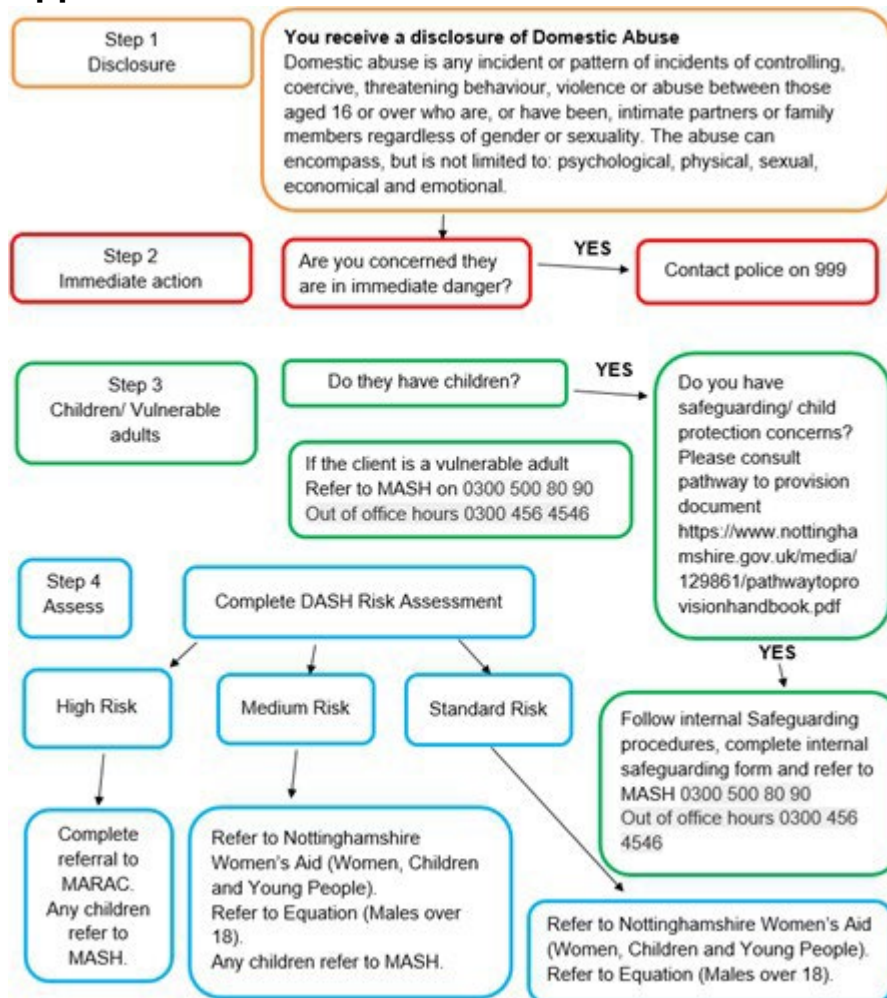 Step 1
Disclosure
You receive a disclosure of Domestic Abuse
Domestic abuse is any incident or pattern of incidents of controlling,
coercive, threatening behaviour, violence or abuse between those
aged 16 or over who are, or have been, intimate partners or family
members regardless of gender or sexuality. The abuse can
encompass, but is not limited to: psychological, physical, sexual,
economical and emotional.
Step 2
Immediate action
Are you concerned they
are in immediate danger?
YES
Contact police on 999
Step 3
Children/ Vulnerable
adults
Do they have children?
YES
Do you have
safeguarding/ child
protection concerns?
Please consult
pathway to provision
document
https://www.nottingha
mshire.gov.uk/media/
129861/pathwaytopro
visionhandbook.pdf
If the client is a vulnerable adult
Refer to MASH on 0300 500 80 90
Out of office hours 0300 456 4546
YES
Follow internal Safeguarding
procedures, complete internal
safeguarding form and refer to
MASH 0300 500 80 90
Out of office hours 0300 456
4546
Step 4
Assess
Complete DASH Risk Assessment
High Risk
Medium Risk
Standard Risk
Complete
referral to
MARAC.
Any children
refer to
MASH.
Refer to Nottinghamshire
Women's Aid (Women, Children
and Young People).
Refer to Equation (Males over
18).
Any children refer to MASH.
Refer to Nottinghamshire Women's Aid
(Women, Children and Young People).
Refer to Equation (Males over 18).